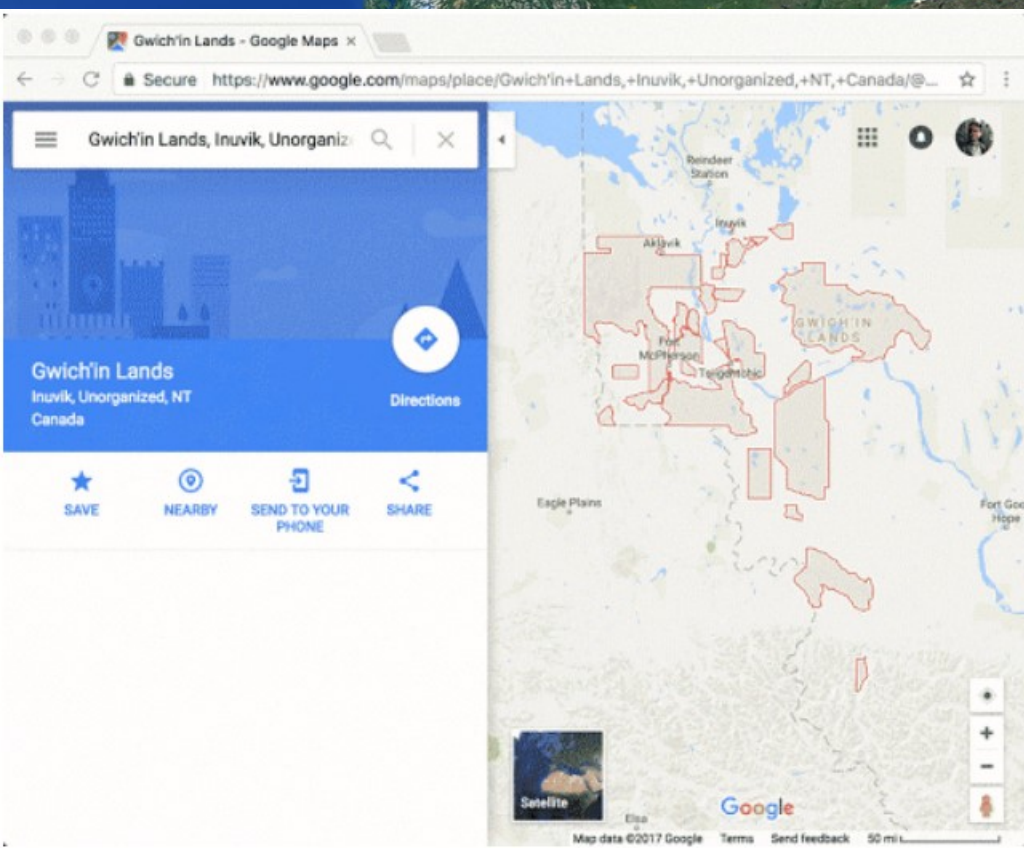 Gwich'in Lands - Google Maps
Secure https://www.google.com/maps/place/Gwich'in+Lands,+Inuvik,+Unorganized,+NT,+Canada/@...
Gwich'in Lands, Inuvik, Unorganiz
Gwich'in Lands
Inuvik, Unorganized, NT
Canada
Directions
SAVE
NEARBY
SEND TO YOUR
PHONE
SHARE
Reindeer
Station
Inuvik
Aklavik
GWICH'IN
LANDS
Fort
McPherson
Tsiigehtchic
Eagle Plains
Fort Goo
Hope
Elsa
Satellite
Google
Map data ©2017 Google Terms Send feedback 50 mi